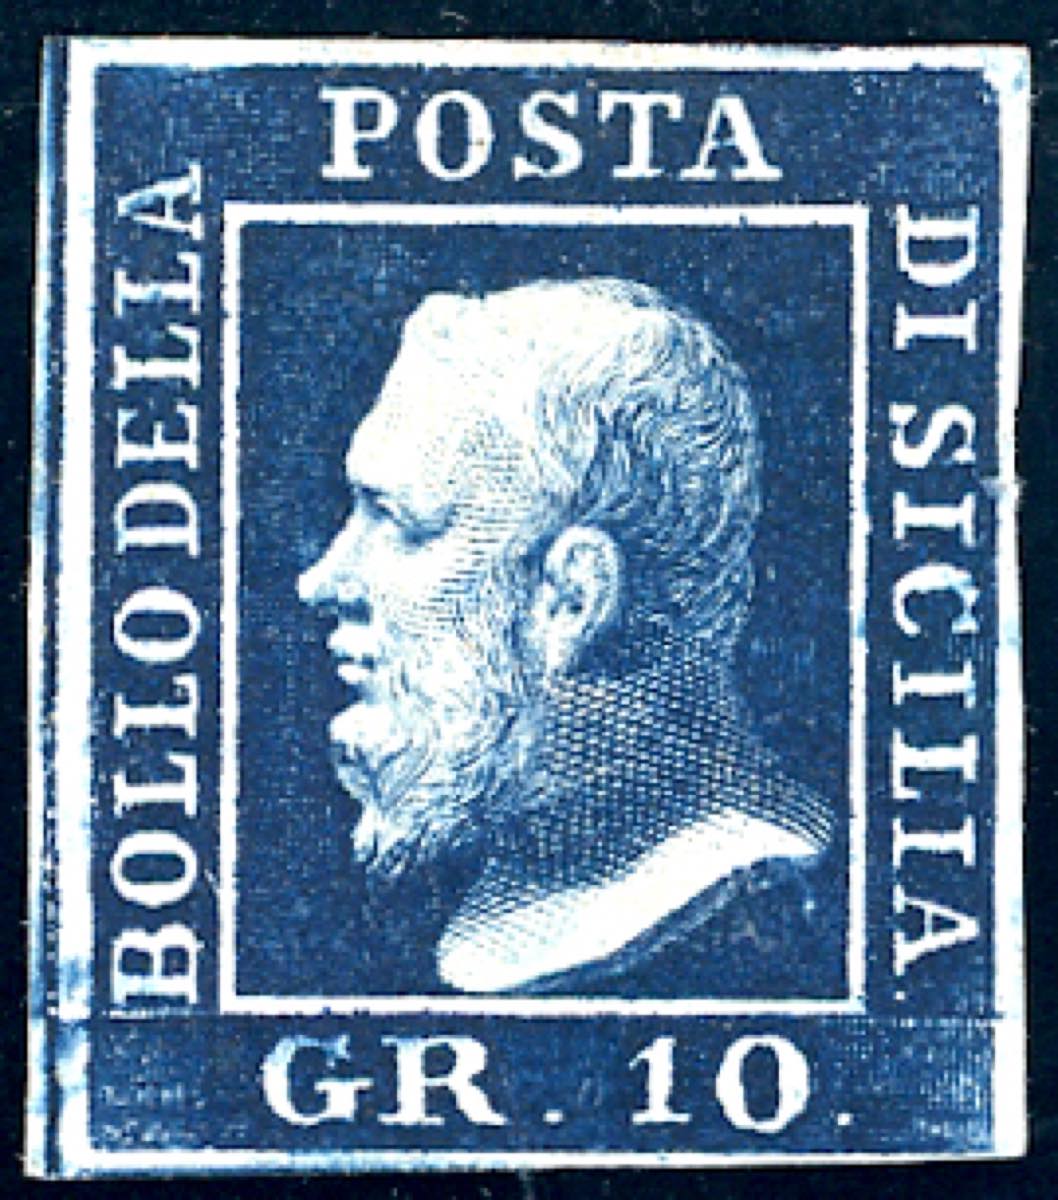 BOLLO DELLA
POSTA
DI SICILIA.
GR. 10.